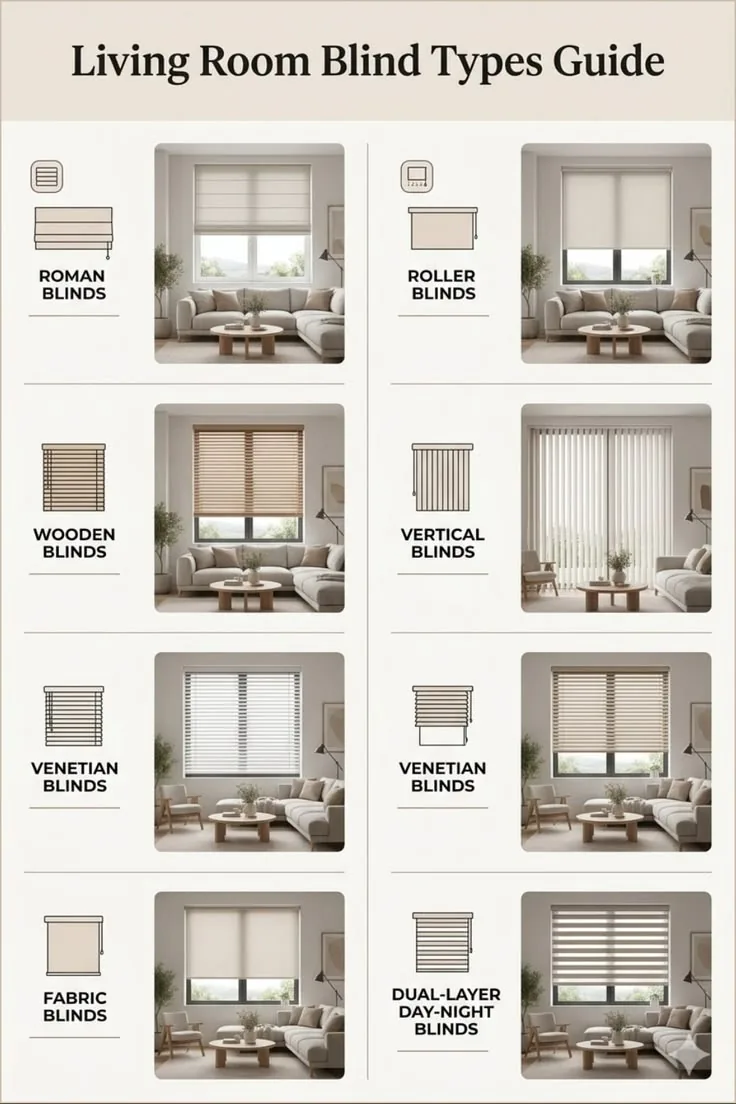 Living Room Blind Types Guide
ROMAN
BLINDS
ROLLER
BLINDS
WOODEN
BLINDS
VERTICAL
BLINDS
VENETIAN
BLINDS
VENETIAN
BLINDS
FABRIC
BLINDS
DUAL-LAYER
DAY-NIGHT
BLINDS